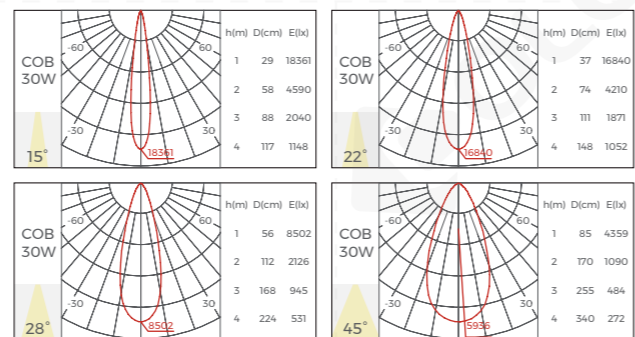 COB
30W
15°
-60
60
-30
30
18361
h(m) D(cm) E(lx)
1 29 18361
2 58 4590
3 88 2040
4 117 1148
COB
30W
22°
-60
60
-30
30
16840
h(m) D(cm) E(lx)
1 37 16840
2 74 4210
3 111 1871
4 148 1052
COB
30W
28°
-60
60
-30
30
8502
h(m) D(cm) E(lx)
1 56 8502
2 112 2126
3 168 945
4 224 531
COB
30W
45°
-60
60
-30
30
5936
h(m) D(cm) E(lx)
1 85 4359
2 170 1090
3 255 484
4 340 272